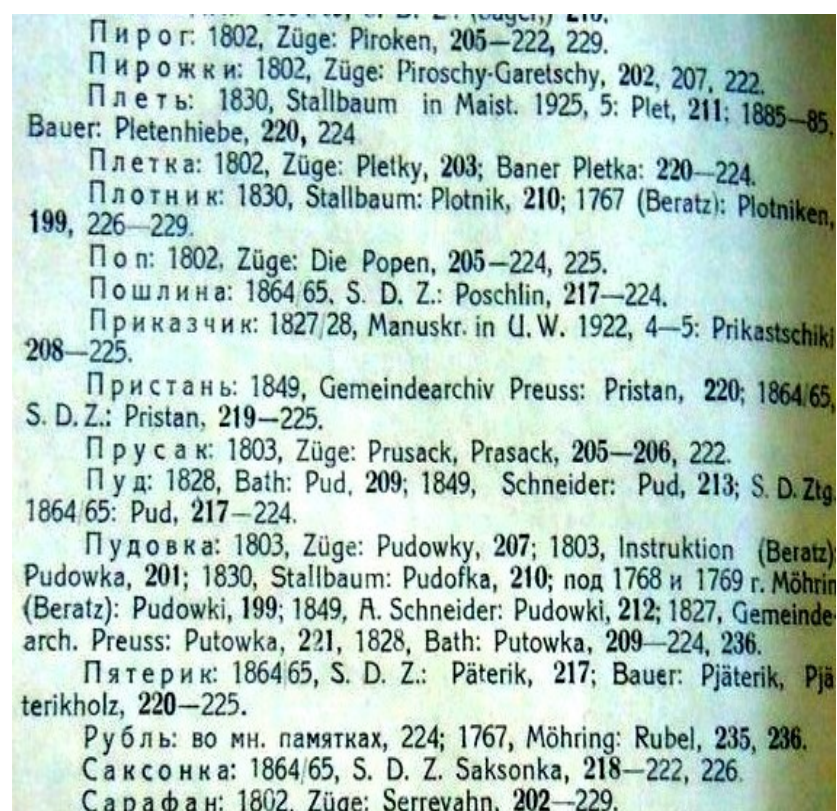 Пирог: 1802, Züge: Piroken, 205—222, 229.
Пирожки: 1802, Züge: Piroschy-Garetschy, 202, 207, 222.
Плеть: 1830, Stallbaum in Maist. 1925, 5: Plet, 211; 1885—85,
Bauer: Pletenhiebe, 220, 224
Плетка: 1802, Züge: Pletky, 203; Baner Pletka: 220—224.
Плотник: 1830, Stallbaum: Plotnik, 210; 1767 (Beratz): Plotniken,
199, 226—229.
Поп: 1802, Züge: Die Popen, 205—224, 225.
Пошлина: 1864/65. S. D. Z.: Poschlin, 217—224.
Приказчик: 1827/28, Manuskr. in U. W. 1922, 4—5: Prikastschiki
208—225.
Пристань: 1849, Gemeindearchiv Preuss: Pristan, 220; 1864/65,
S. D. Z.: Pristan, 219—225.
Прусак: 1803, Züge: Prusack, Prasack, 205—206, 222.
Пуд: 1828, Bath: Pud, 209; 1849, Schneider: Pud, 213; S. D. Ztg.
1864/65: Pud, 217—224.
Пудовка: 1803, Züge: Pudowky, 207; 1803, Instruktion (Beratz):
Pudowka, 201; 1830, Stallbaum: Pudofka, 210; под 1768 и 1769 г. Möhrin
(Beratz): Pudowki, 199; 1849, A. Schneider: Pudowki, 212; 1827, Gemeinde-
arch. Preuss: Putowka, 221, 1828, Bath: Putowka, 209—224, 236.
Пятерик: 1864/65, S. D. Z.: Päterik, 217; Bauer: Pjäterik, Pjä
terikholz, 220—225.
Рубль: во мн. памятках, 224; 1767, Möhring: Rubel, 235, 236.
Саксонка: 1864/65, S. D. Z. Saksonka, 218—222, 226.
Сарафан: 1802, Züge: Serrevahn, 202—229.